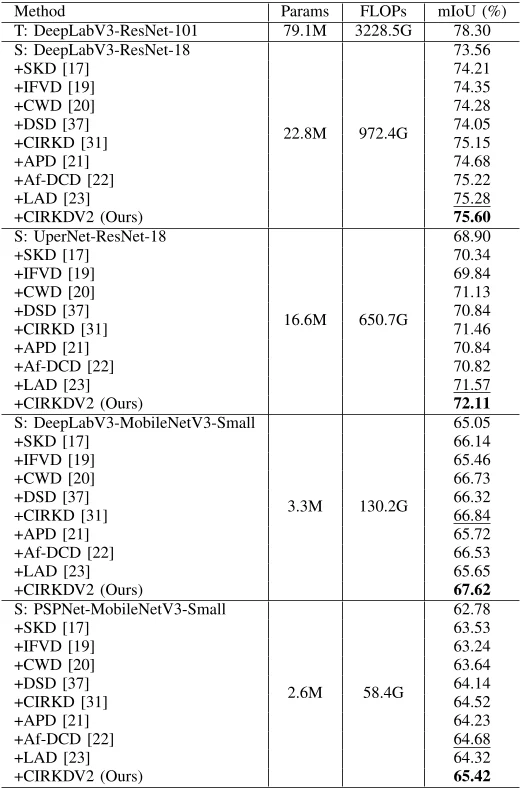 Method Params FLOPs mIoU (%)
T: DeepLabV3-ResNet-101 79.1M 3228.5G 78.30
S: DeepLabV3-ResNet-18 73.56
+SKD [17] 74.21
+IFVD [19] 74.35
+CWD [20] 74.28
+DSD [37] 74.05
22.8M 972.4G
+CIRKD [31] 75.15
+APD [21] 74.68
+Af-DCD [22] 75.22
+LAD [23] 75.28
+CIRKDV2 (Ours) 75.60
S: UperNet-ResNet-18 68.90
+SKD [17] 70.34
+IFVD [19] 69.84
+CWD [20] 71.13
+DSD [37] 70.84
16.6M 650.7G
+CIRKD [31] 71.46
+APD [21] 70.84
+Af-DCD [22] 70.82
+LAD [23] 71.57
+CIRKDV2 (Ours) 72.11
S: DeepLabV3-MobileNetV3-Small 65.05
+SKD [17] 66.14
+IFVD [19] 65.46
+CWD [20] 66.73
+DSD [37] 66.32
3.3M 130.2G
+CIRKD [31] 66.84
+APD [21] 65.72
+Af-DCD [22] 66.53
+LAD [23] 65.65
+CIRKDV2 (Ours) 67.62
S: PSPNet-MobileNetV3-Small 62.78
+SKD [17] 63.53
+IFVD [19] 63.24
+CWD [20] 63.64
+DSD [37] 64.14
2.6M 58.4G
+CIRKD [31] 64.52
+APD [21] 64.23
+Af-DCD [22] 64.68
+LAD [23] 64.32
+CIRKDV2 (Ours) 65.42